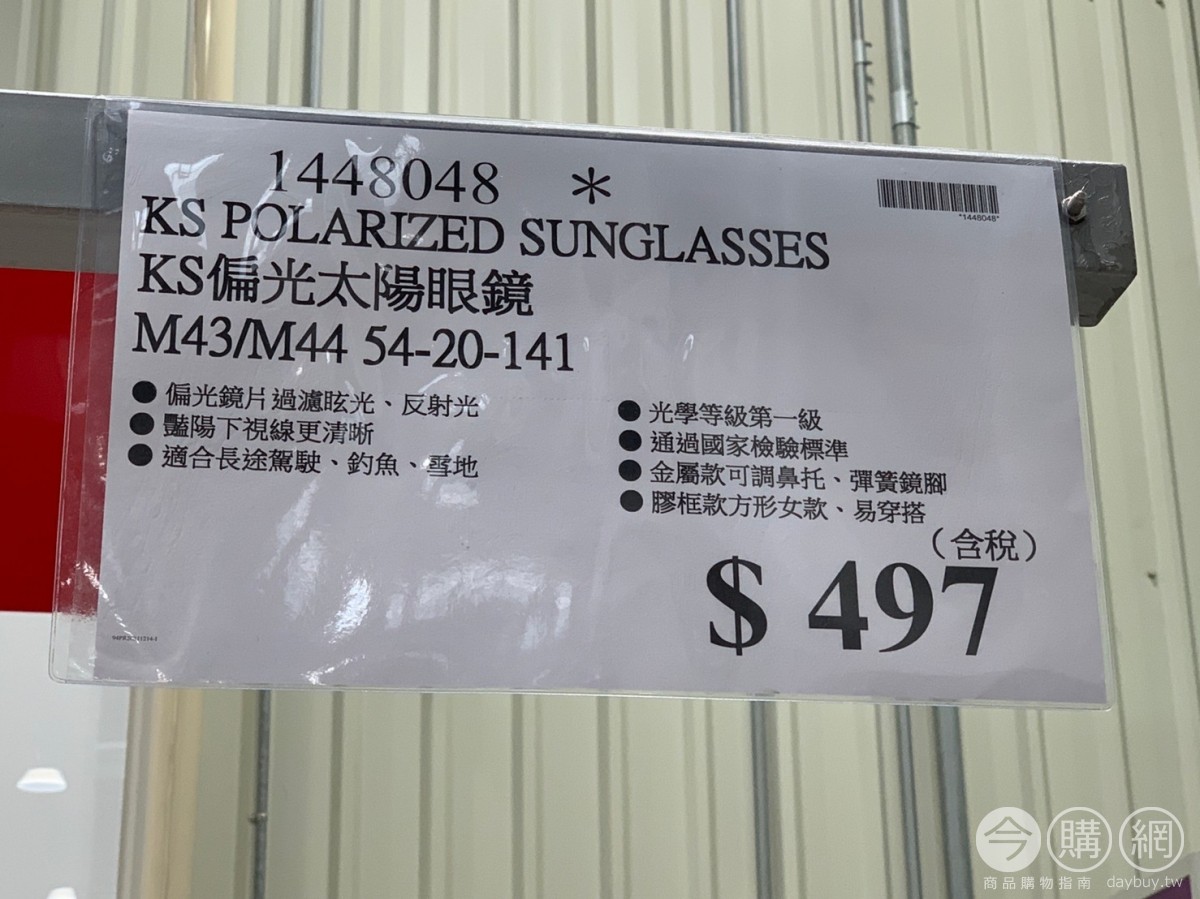 1448048 *
*1448048*
KS POLARIZED SUNGLASSES
KS偏光太陽眼鏡
M43/M44 54-20-141
● 偏光鏡片過濾眩光、反射光
● 豔陽下視線更清晰
● 適合長途駕駛、釣魚、雪地
● 光學等級第一級
● 通過國家檢驗標準
● 金屬款可調鼻托、彈簧鏡腳
● 膠框款方形女款、易穿搭
(含稅)
$ 497
今購網
商品購物指南 daybuy.tw